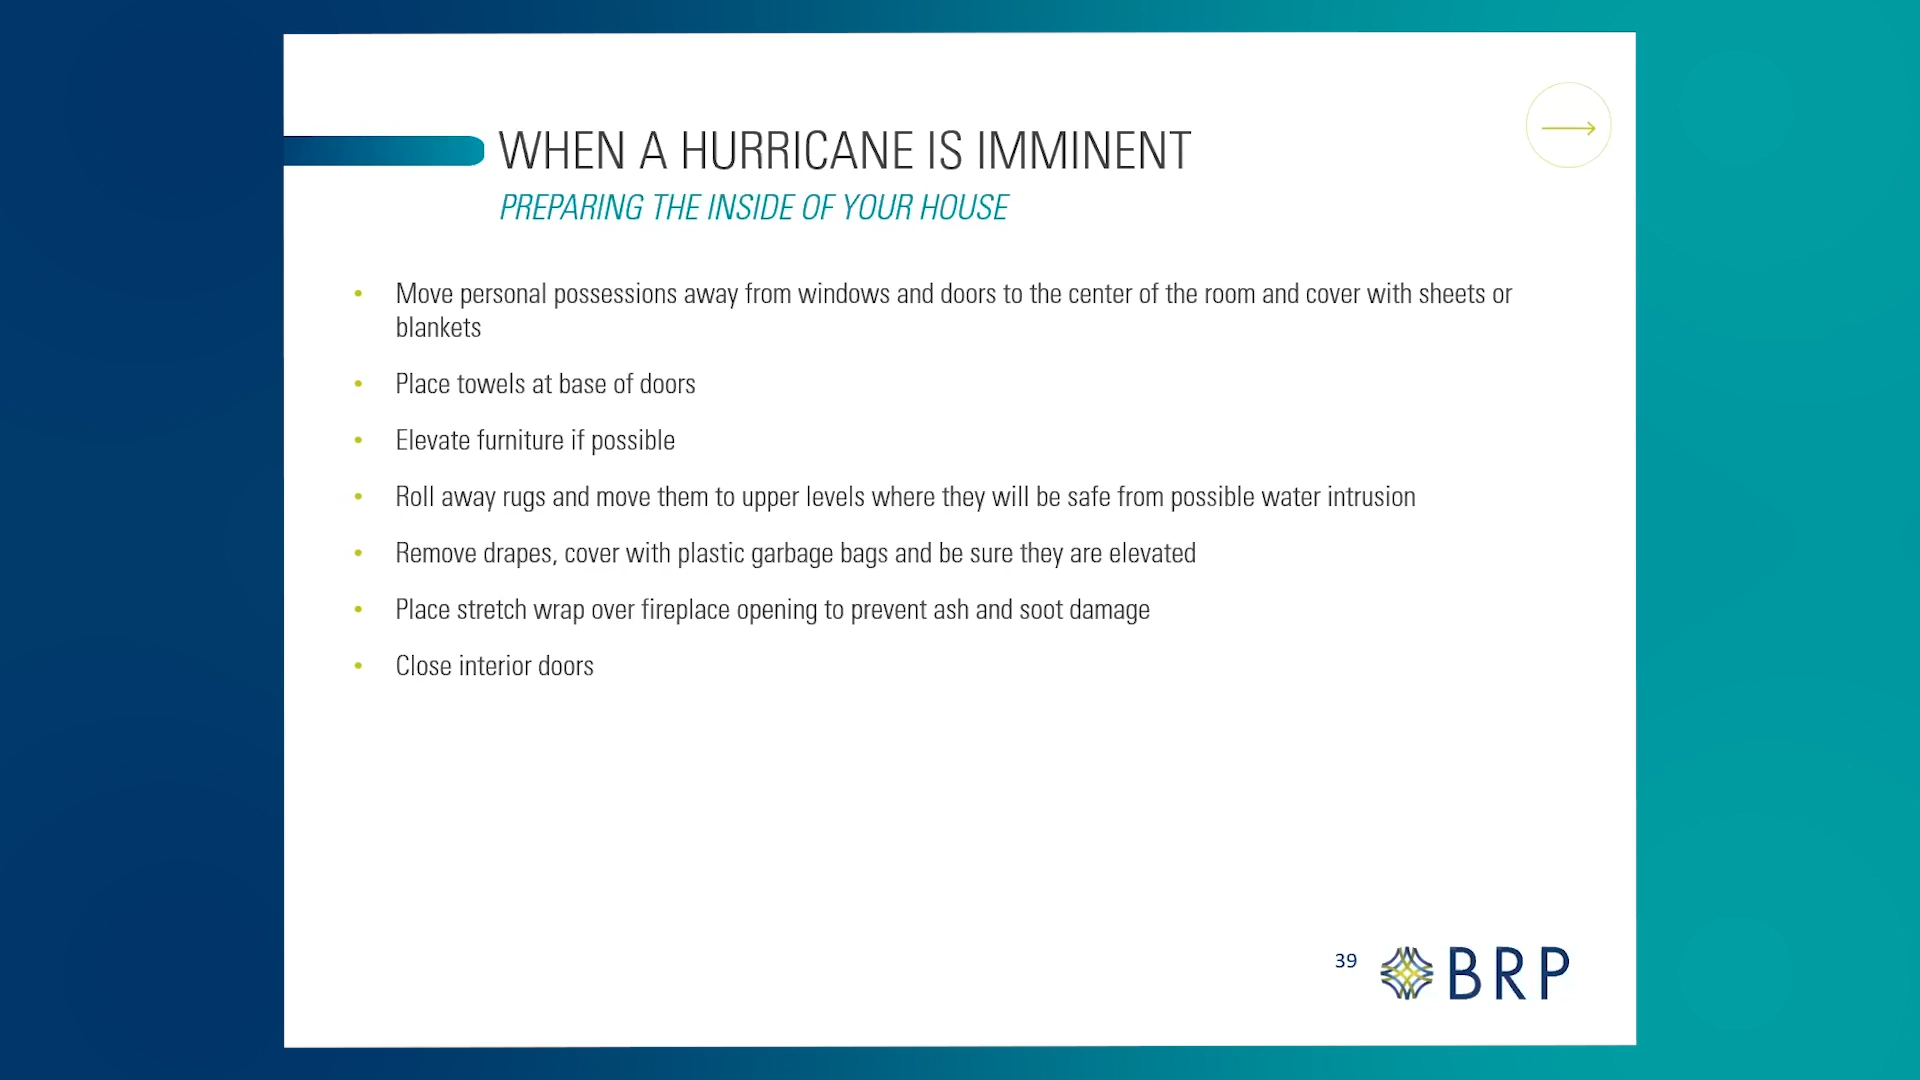 WHEN A HURRICANE IS IMMINENT
PREPARING THE INSIDE OF YOUR HOUSE
• Move personal possessions away from windows and doors to the center of the room and cover with sheets or
blankets
• Place towels at base of doors
• Elevate furniture if possible
• Roll away rugs and move them to upper levels where they will be safe from possible water intrusion
• Remove drapes, cover with plastic garbage bags and be sure they are elevated
• Place stretch wrap over fireplace opening to prevent ash and soot damage
• Close interior doors
39
BRP